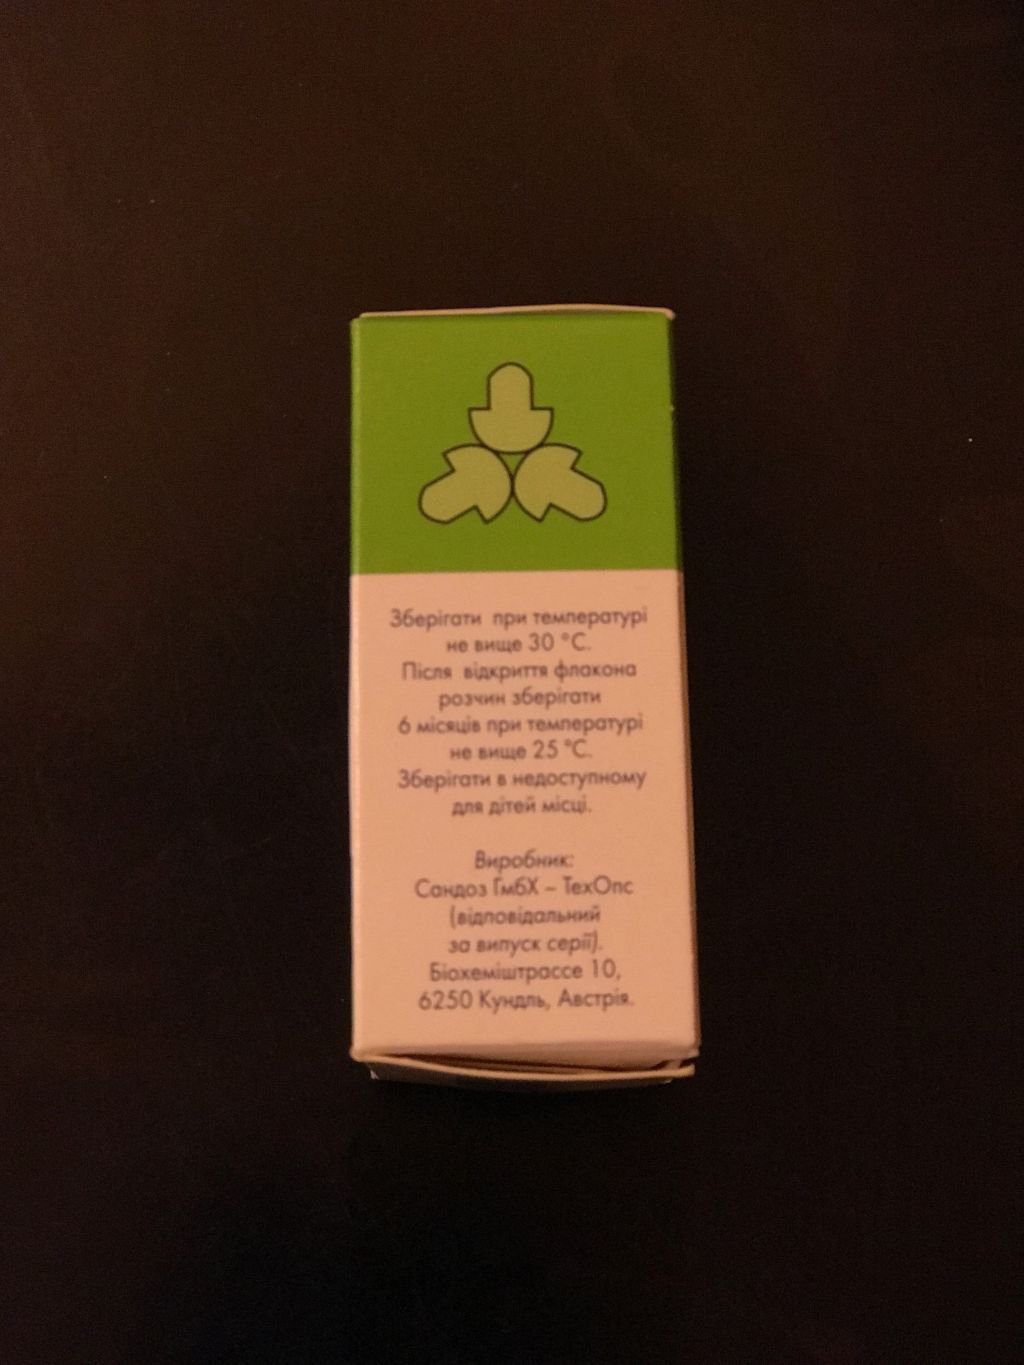 Зберігати при температурі
не вище 30 °С.
Після відкриття флакона
розчин зберігати
6 місяців при температурі
не вище 25 °С.
Зберігати в недоступному
для дітей місці.
Виробник:
Сандоз ГмбХ – ТехОпс
(відповідальний
за випуск серії).
Біохеміштрассе 10,
6250 Кундль, Австрія.